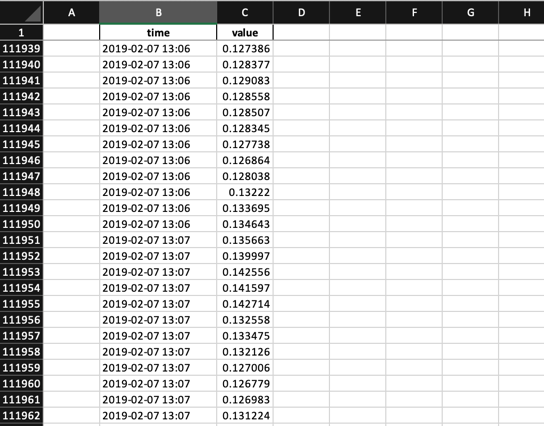 A B C D E F G H
1 time value
111939 2019-02-07 13:06 0.127386
111940 2019-02-07 13:06 0.128377
111941 2019-02-07 13:06 0.129083
111942 2019-02-07 13:06 0.128558
111943 2019-02-07 13:06 0.128507
111944 2019-02-07 13:06 0.128345
111945 2019-02-07 13:06 0.127738
111946 2019-02-07 13:06 0.126864
111947 2019-02-07 13:06 0.128038
111948 2019-02-07 13:06 0.13222
111949 2019-02-07 13:06 0.133695
111950 2019-02-07 13:06 0.134643
111951 2019-02-07 13:07 0.135663
111952 2019-02-07 13:07 0.139997
111953 2019-02-07 13:07 0.142556
111954 2019-02-07 13:07 0.141597
111955 2019-02-07 13:07 0.142714
111956 2019-02-07 13:07 0.132558
111957 2019-02-07 13:07 0.133475
111958 2019-02-07 13:07 0.132126
111959 2019-02-07 13:07 0.127006
111960 2019-02-07 13:07 0.126779
111961 2019-02-07 13:07 0.126983
111962 2019-02-07 13:07 0.131224